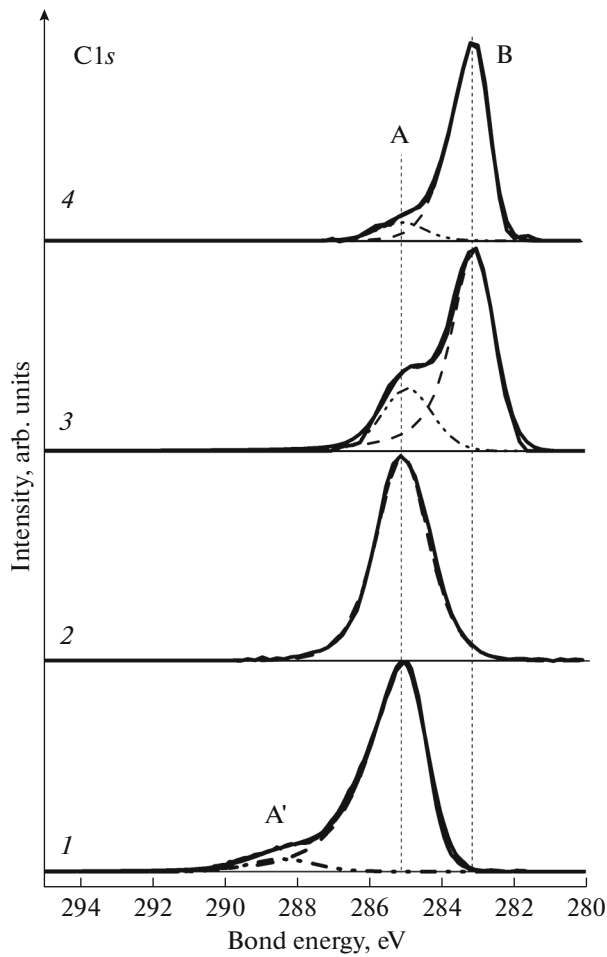 C1s
B
A
4
3
2
A'
1
Intensity, arb. units
294 292 290 288 286 284 282 280
Bond energy, eV